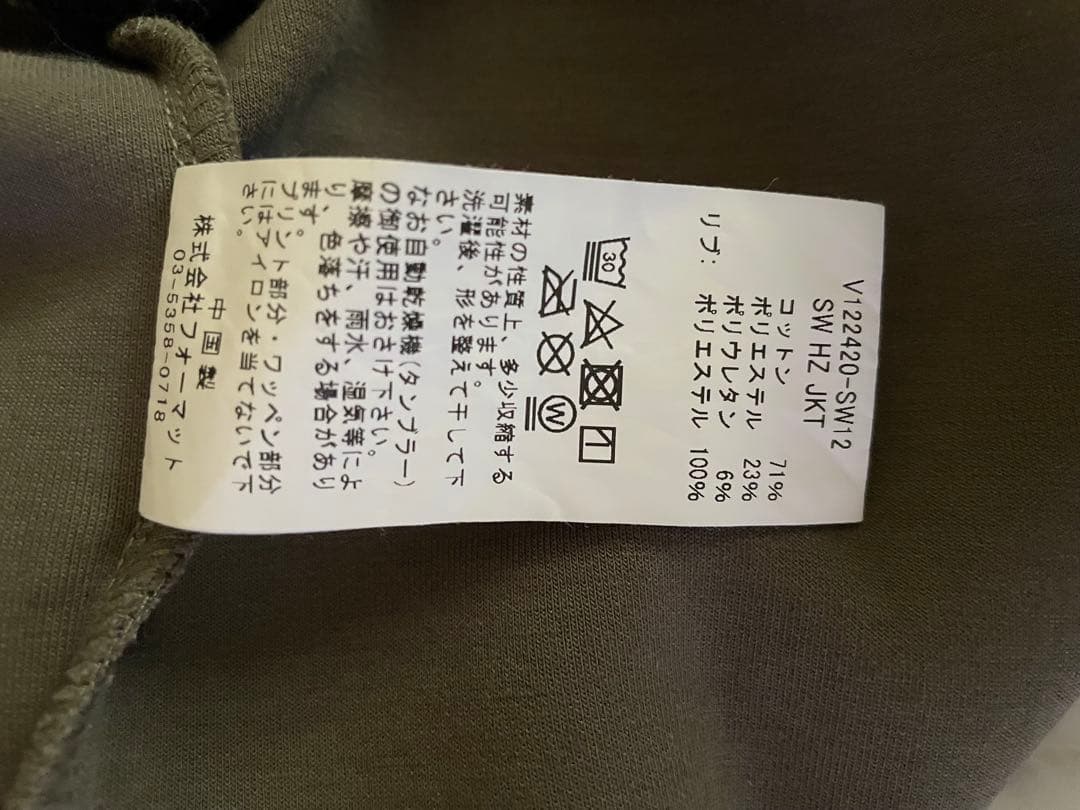 V122420-SW12
SW HZ JKT
コットン 71%
ポリエステル 23%
ポリウレタン 6%
リブ: ポリエステル 100%
30
W
素材の性質上、多少収縮する
可能性があります。
洗濯後、形を整えて干して下
さい。
なお自動乾燥機(タンブラー)
の御使用はおさけ下さい。
摩擦や汗、雨水、湿気等によ
り、色落ちをする場合があり
ます。
プリント部分・ワッペン部分
にはアイロンを当てないで下
さい。
中国製
株式会社フォーマット
03-5358-0718